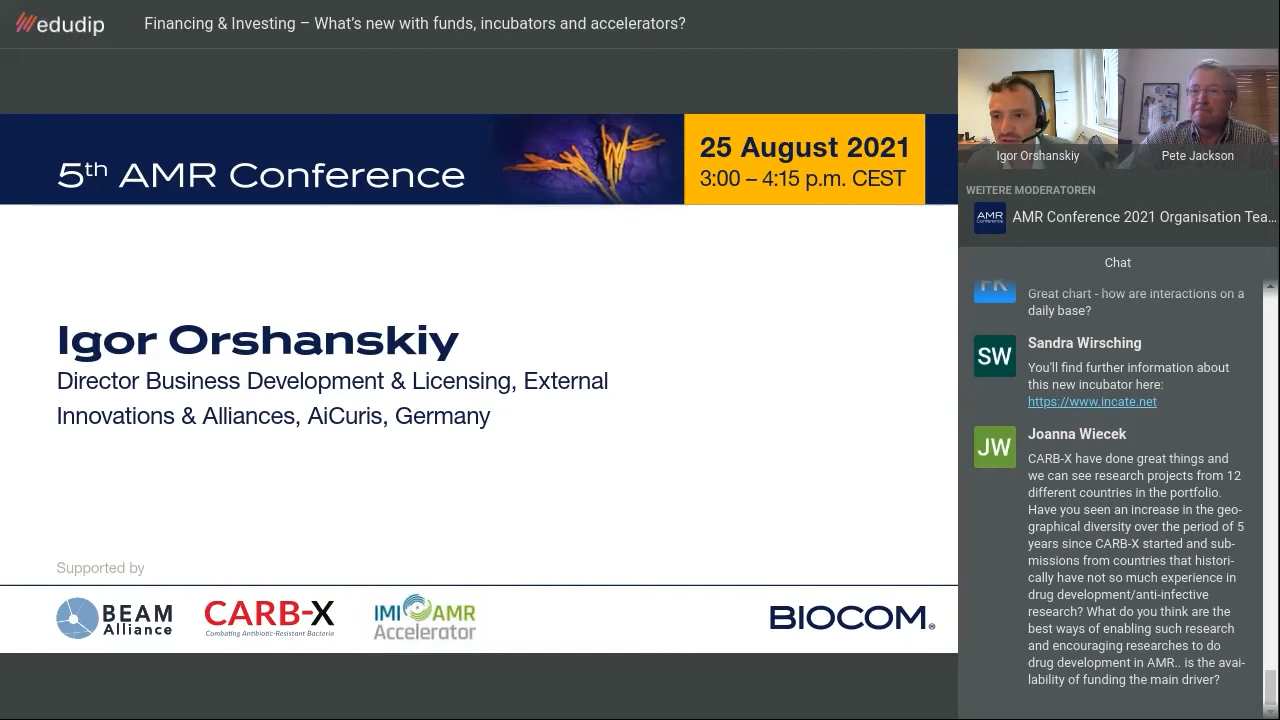 edudip
Financing & Investing – What's new with funds, incubators and accelerators?
5th AMR Conference
25 August 2021
3:00 – 4:15 p.m. CEST
Igor Orshanskiy
Director Business Development & Licensing, External
Innovations & Alliances, AiCuris, Germany
Supported by
BEAM
Alliance
CARB-X
Combating Antibiotic-Resistant Bacteria
IMI AMR
Accelerator
BIOCOM®
Igor Orshanskiy
Pete Jackson
WEITERE MODERATOREN
AMR
Conference
AMR Conference 2021 Organisation Tea...
Chat
FK
Great chart - how are interactions on a
daily base?
SW
Sandra Wirsching
You'll find further information about
this new incubator here:
https://www.incate.net
JW
Joanna Wiecek
CARB-X have done great things and
we can see research projects from 12
different countries in the portfolio.
Have you seen an increase in the geo-
graphical diversity over the period of 5
years since CARB-X started and sub-
missions from countries that histori-
cally have not so much experience in
drug development/anti-infective
research? What do you think are the
best ways of enabling such research
and encouraging researches to do
drug development in AMR.. is the avai-
lability of funding the main driver?